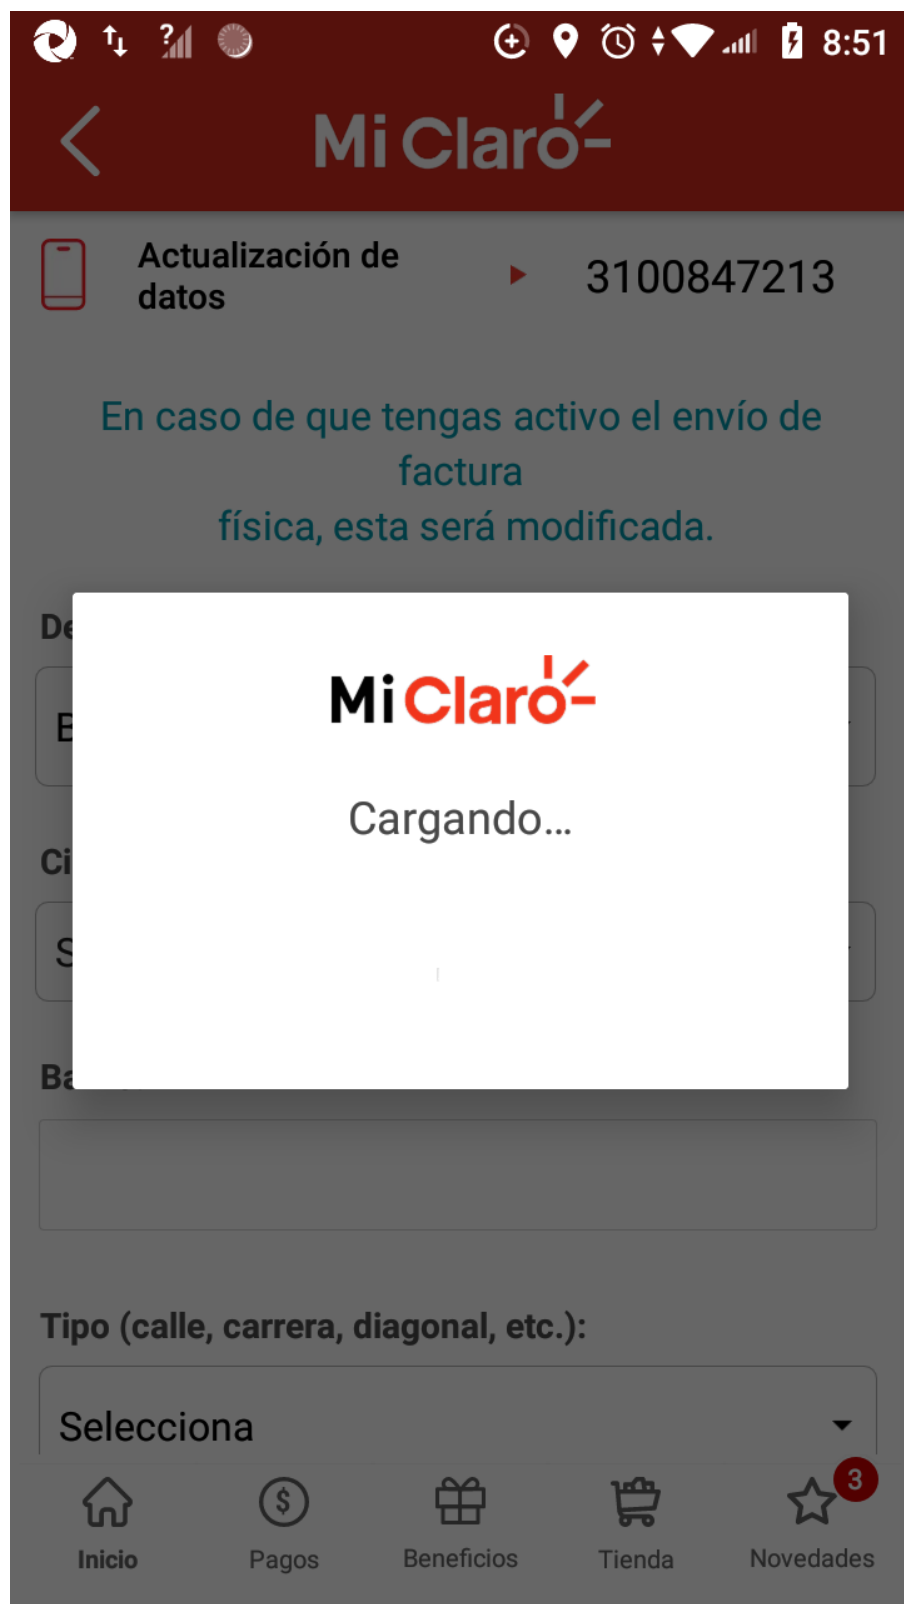 8:51
Mi Claro
Actualización de
datos
3100847213
En caso de que tengas activo el envío de
factura
física, esta será modificada.
Mi Claro
Cargando...
Tipo (calle, carrera, diagonal, etc.):
Selecciona
3
Inicio
Pagos
Beneficios
Tienda
Novedades